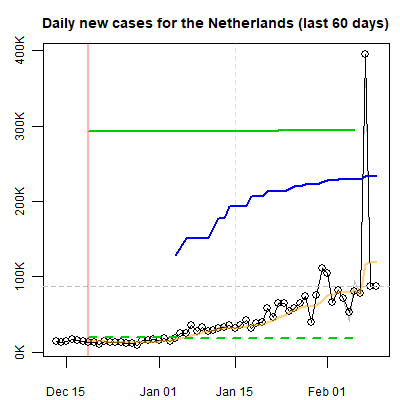 Daily new cases for the Netherlands (last 60 days)
400K
300K
200K
100K
0K
Dec 15
Jan 01
Jan 15
Feb 01